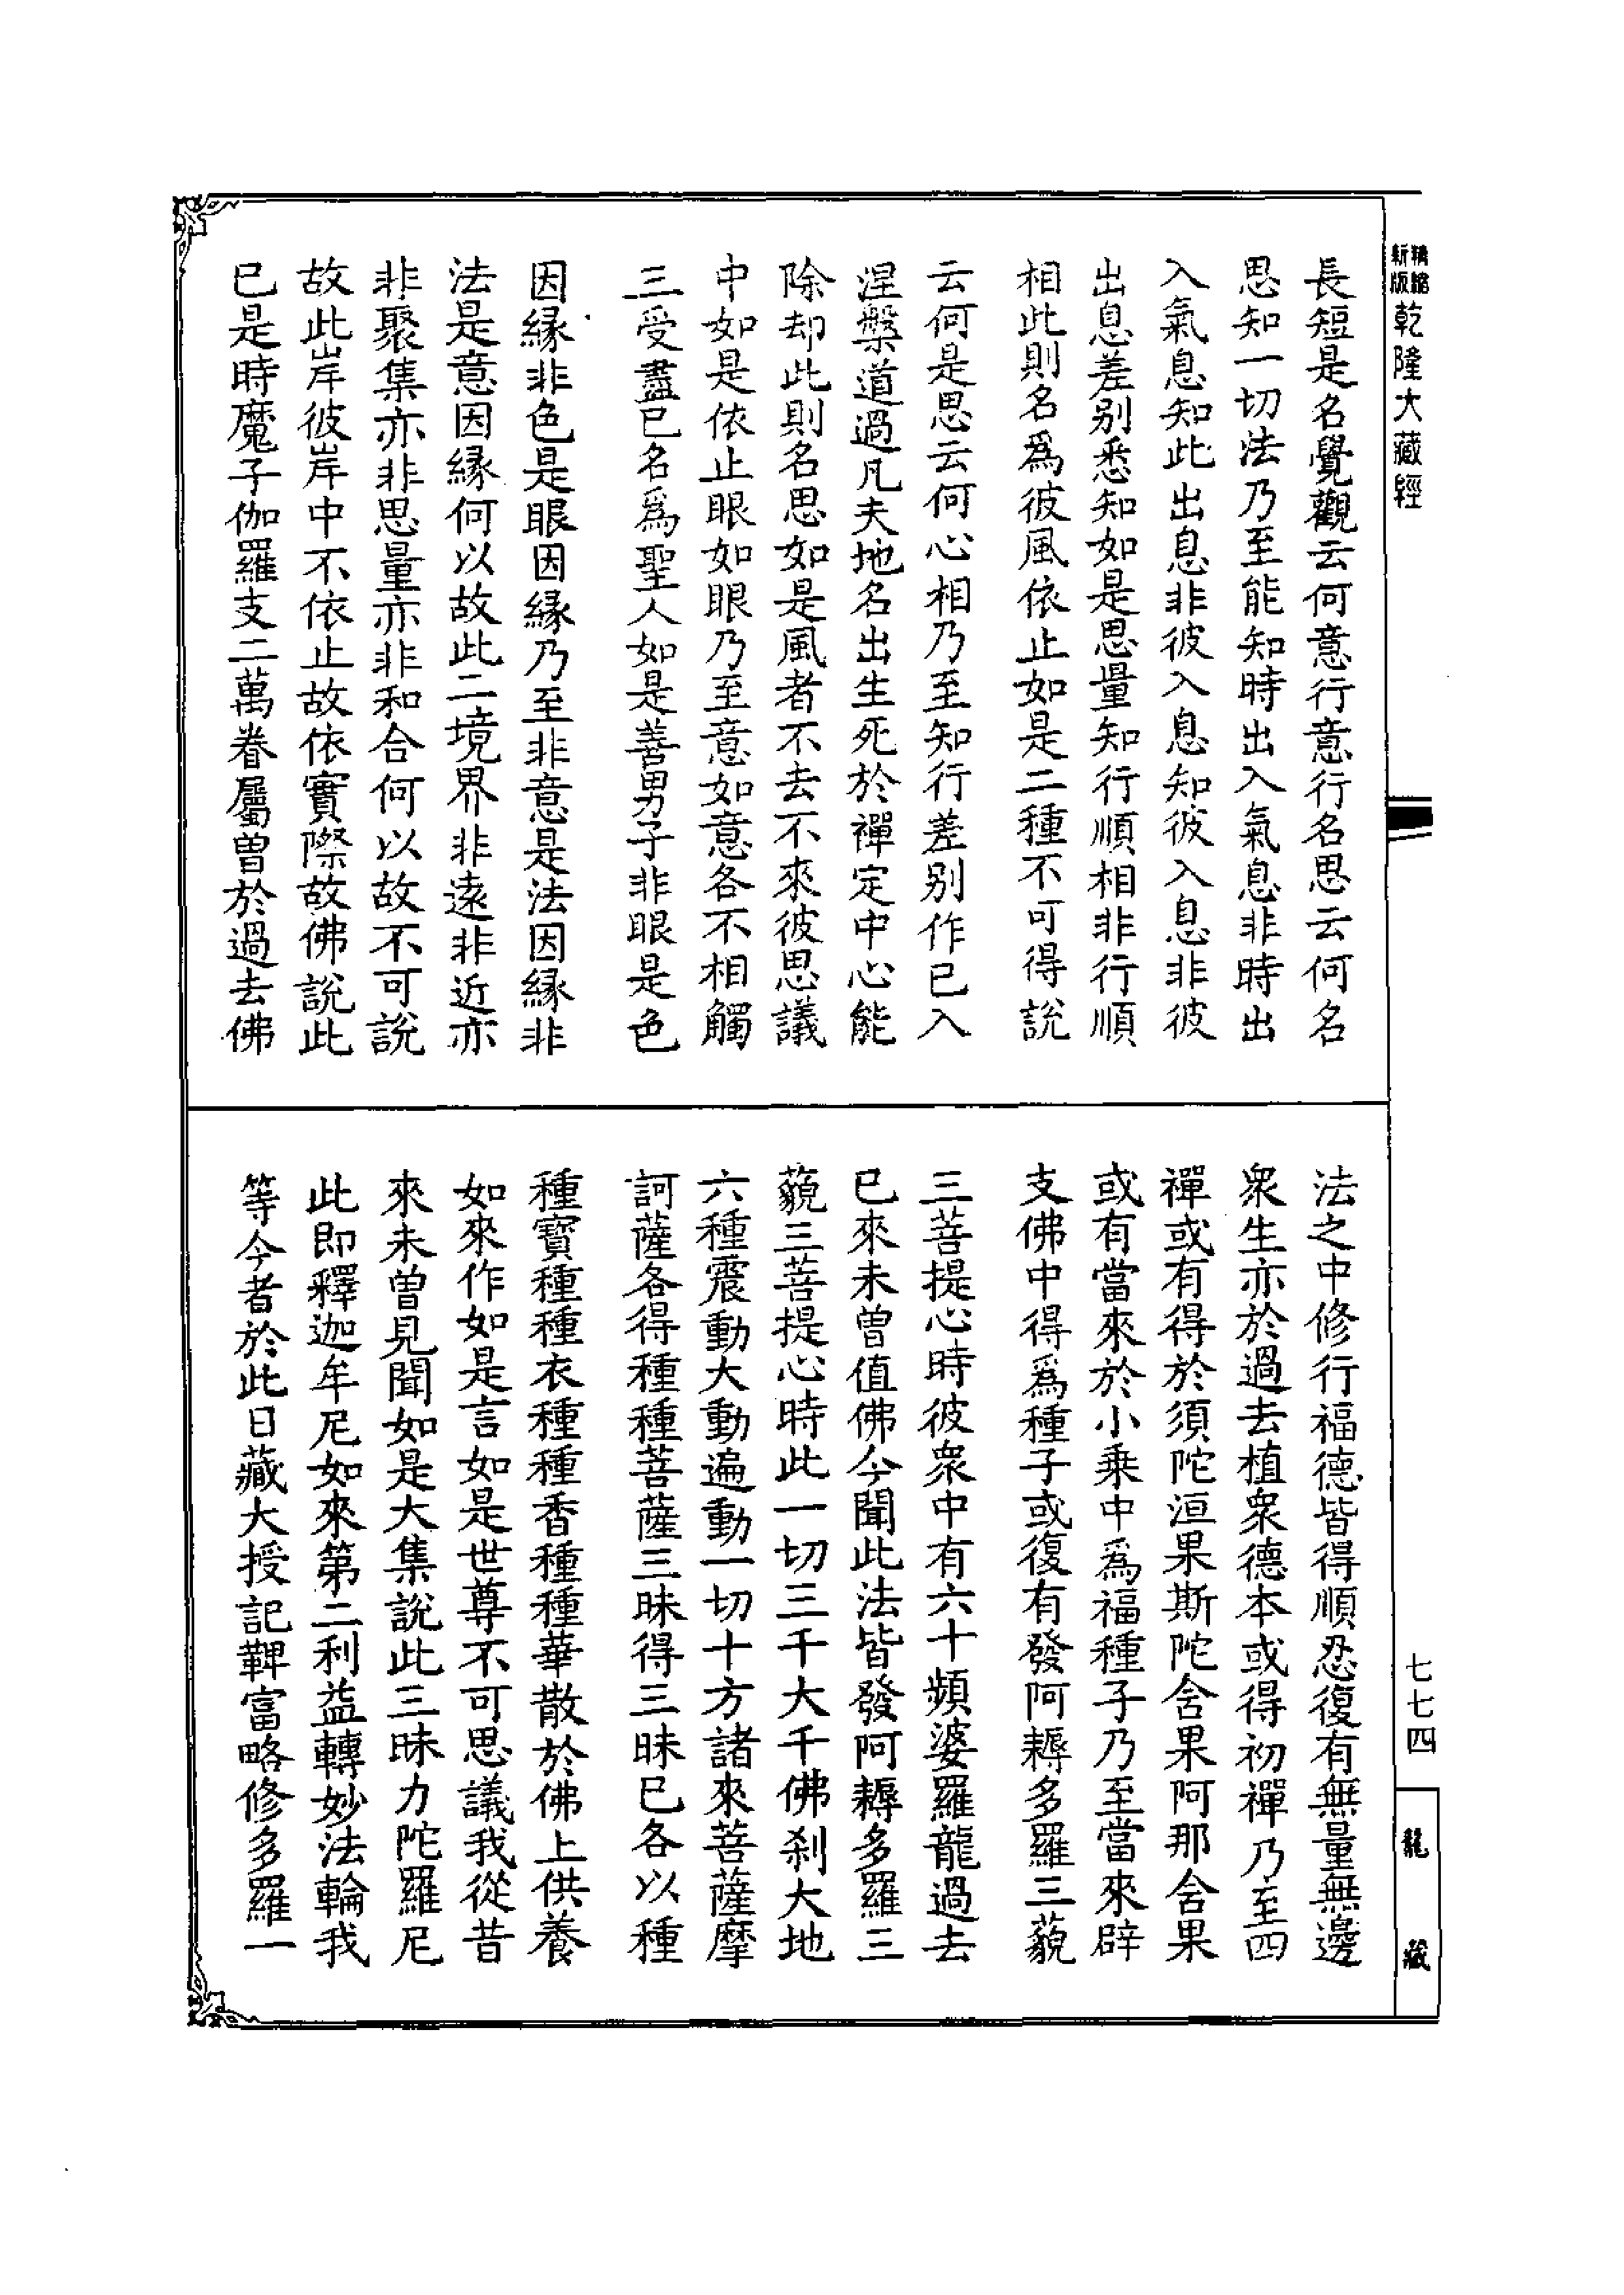 新版
精縮
乾隆大藏經
長短是名覺觀云何意行意行名思云何名
思知一切法乃至能知時出入氣息非時出
入氣息知此出息非彼入息知彼入息非彼
出息差別悉知如是思量知行順相非行順
相此則名爲彼風依止如是二種不可得說
云何是思云何心相乃至知行差別作已入
涅槃道過凡夫地名出生死於禪定中心能
除却此則名思如是風者不去不來彼思議
中如是依止眼如眼乃至意如意各不相觸
三受盡已名爲聖人如是善男子非眼是色
因緣非色是眼因緣乃至非意是法因緣非
法是意因緣何以故此二境界非遠非近亦
非聚集亦非思量亦非和合何以故不可說
故此岸彼岸中不依止故依實際故佛說此
已是時魔子伽羅支二萬眷屬曾於過去佛
法之中修行福德皆得順忍復有無量無邊
衆生亦於過去植衆德本或得初禪乃至四
禪或有得於須陀洹果斯陀含果阿那含果
或有當來於小乗中爲福種子乃至當來辟
支佛中得爲種子或復有發阿耨多羅三藐
三菩提心時彼衆中有六十頻婆羅龍過去
已來未曾值佛今聞此法皆發阿耨多羅三
藐三菩提心時此一切三千大千佛刹大地
六種震動大動遍動一切十方諸來菩薩摩
訶薩各得種種菩薩三昧得三昧已各以種
種寶種種衣種種香種種華散於佛上供養
如來作如是言如是世尊不可思議我從昔
來未曾見聞如是大集說此三昧力陀羅尼
此即釋迦牟尼如來第二利益轉妙法輪我
等今者於此日藏大授記鞞富略修多羅一
七七四
龍藏